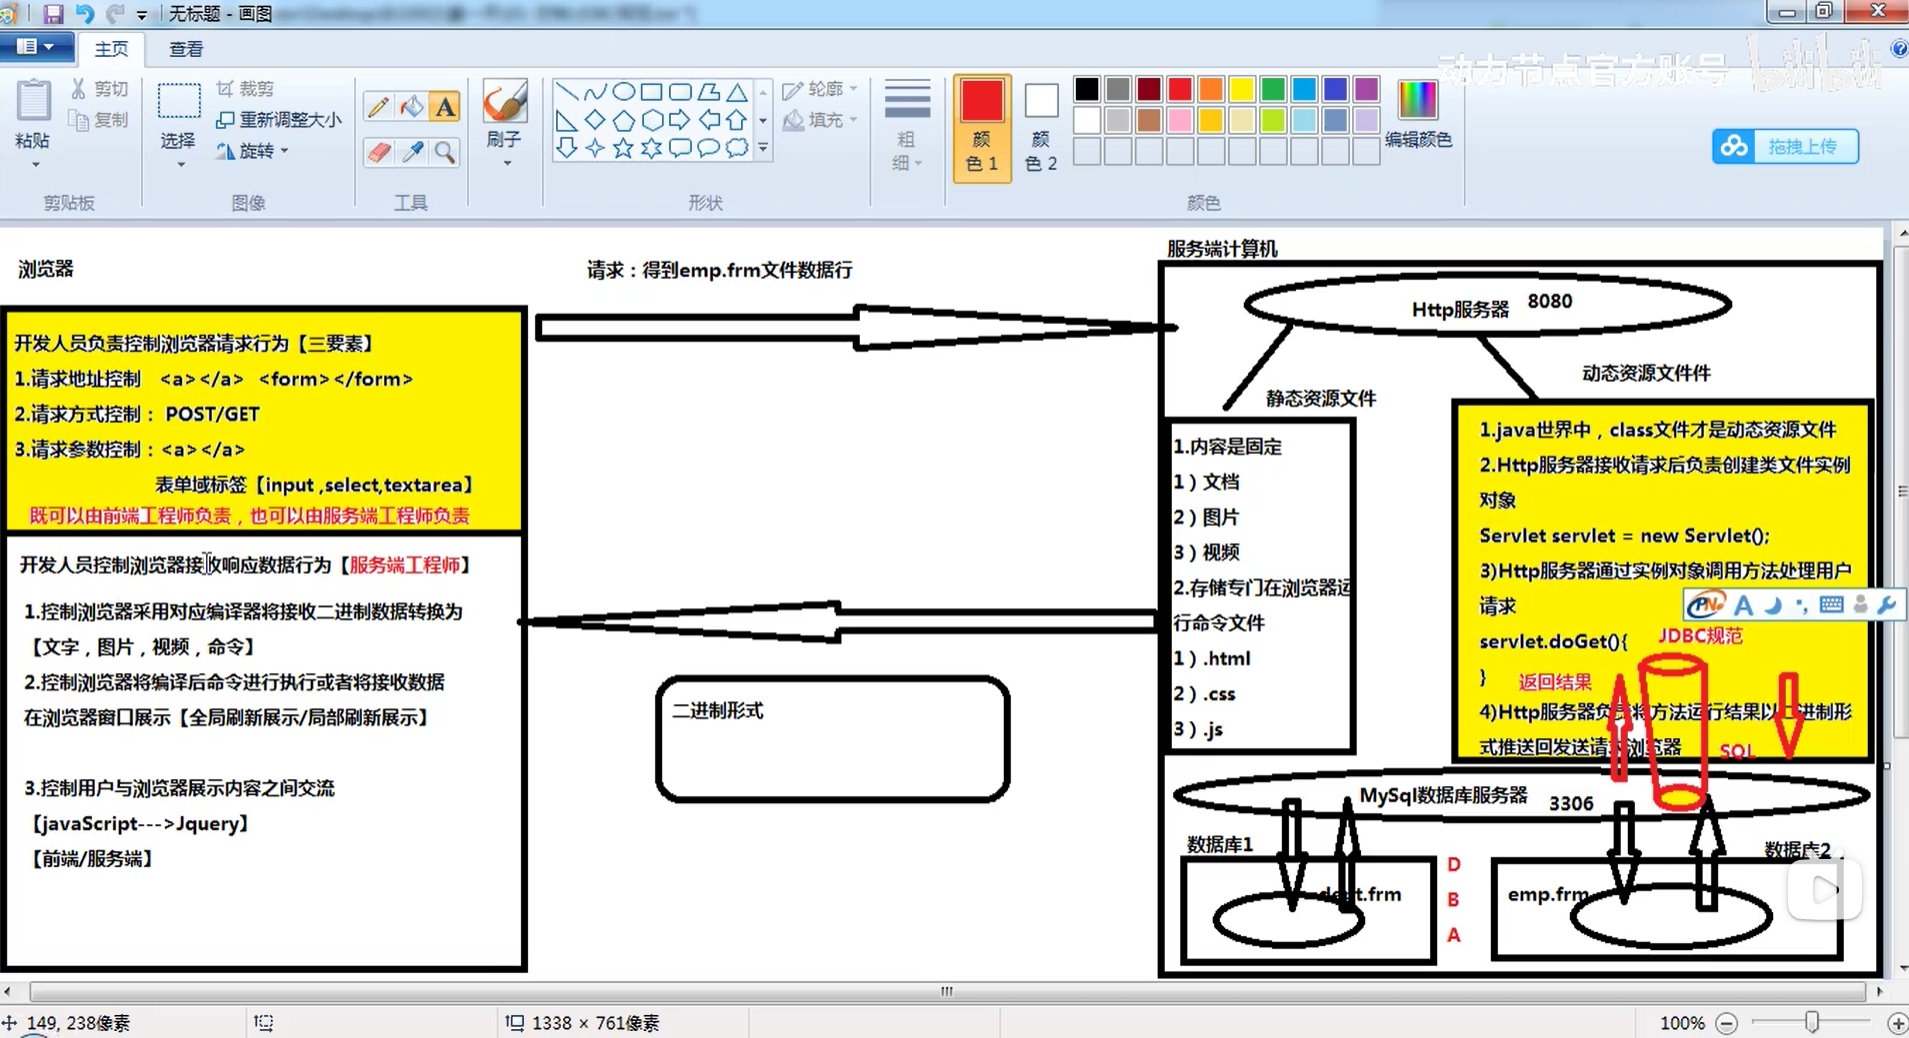 无标题 - 画图
主页
查看
动力节点官方账号
粘贴
剪切
复制
剪贴板
选择
裁剪
重新调整大小
旋转
图像
A
工具
刷子
轮廓
填充
形状
粗
细
颜
色 1
颜
色 2
编辑颜色
颜色
拖拽上传
浏览器
请求：得到emp.frm文件数据行
服务端计算机
Http服务器 8080
静态资源文件
动态资源文件件
开发人员负责控制浏览器请求行为【三要素】
1.请求地址控制 <a></a> <form></form>
2.请求方式控制： POST/GET
3.请求参数控制：<a></a>
表单域标签【input ,select,textarea】
既可以由前端工程师负责，也可以由服务端工程师负责
开发人员控制浏览器接收响应数据行为【服务端工程师】
1.控制浏览器采用对应编译器将接收二进制数据转换为
【文字，图片，视频，命令】
2.控制浏览器将编译后命令进行执行或者将接收数据
在浏览器窗口展示【全局刷新展示/局部刷新展示】
3.控制用户与浏览器展示内容之间交流
【javaScript--->Jquery】
【前端/服务端】
二进制形式
1.内容是固定
1）文档
2）图片
3）视频
2.存储专门在浏览器运
行命令文件
1）.html
2）.css
3）.js
1.java世界中，class文件才是动态资源文件
2.Http服务器接收请求后负责创建类文件实例
对象
Servlet servlet = new Servlet();
3)Http服务器通过实例对象调用方法处理用户
请求
servlet.doGet(){
}
4)Http服务器负责将方法运行结果以二进制形
式推送回发送请求浏览器
JDBC规范
返回结果
SQL
MySql数据库服务器 3306
数据库1
dept.frm
D
B
A
数据库2
emp.frm
149, 238像素
1338 × 761像素
100%